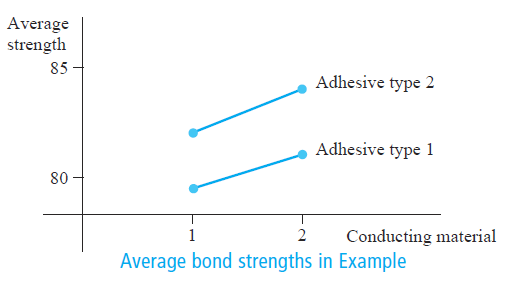 Average
strength
85
Adhesive type 2
Adhesive type 1
80
1
2
Conducting material
Average bond strengths in Example